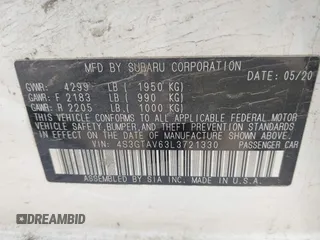 MFD BY SUBARU CORPORATION
DATE: 05/20
GVWR: 4299 LB ( 1950 KG)
GAWR: F 2183 LB ( 990 KG)
GAWR: R 2205 LB ( 1000 KG)
THIS VEHICLE CONFORMS TO ALL APPLICABLE FEDERAL MOTOR
VEHICLE SAFETY, BUMPER, AND THEFT PREVENTION STANDARDS
IN EFFECT ON THE DATE OF MANUFACTURE SHOWN ABOVE.
VIN: 4S3GTAV63L3721330 PASSENGER CAR
ASSEMBLED BY SIA INC. MADE IN U.S.A.
DISCOVEREDCARS.COM